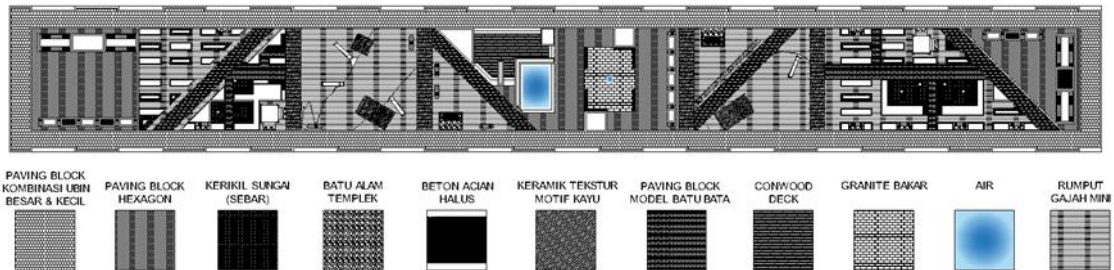 PAVING BLOCK
KOMBINASI UBIN
BESAR & KECIL
PAVING BLOCK
HEXAGON
KERIKIL SUNGAI
(SEBAR)
BATU ALAM
TEMPLEK
BETON ACIAN
HALUS
KERAMIK TEKSTUR
MOTIF KAYU
PAVING BLOCK
MODEL BATU BATA
CONWOOD
DECK
GRANITE BAKAR
AIR
RUMPUT
GAJAH MINI